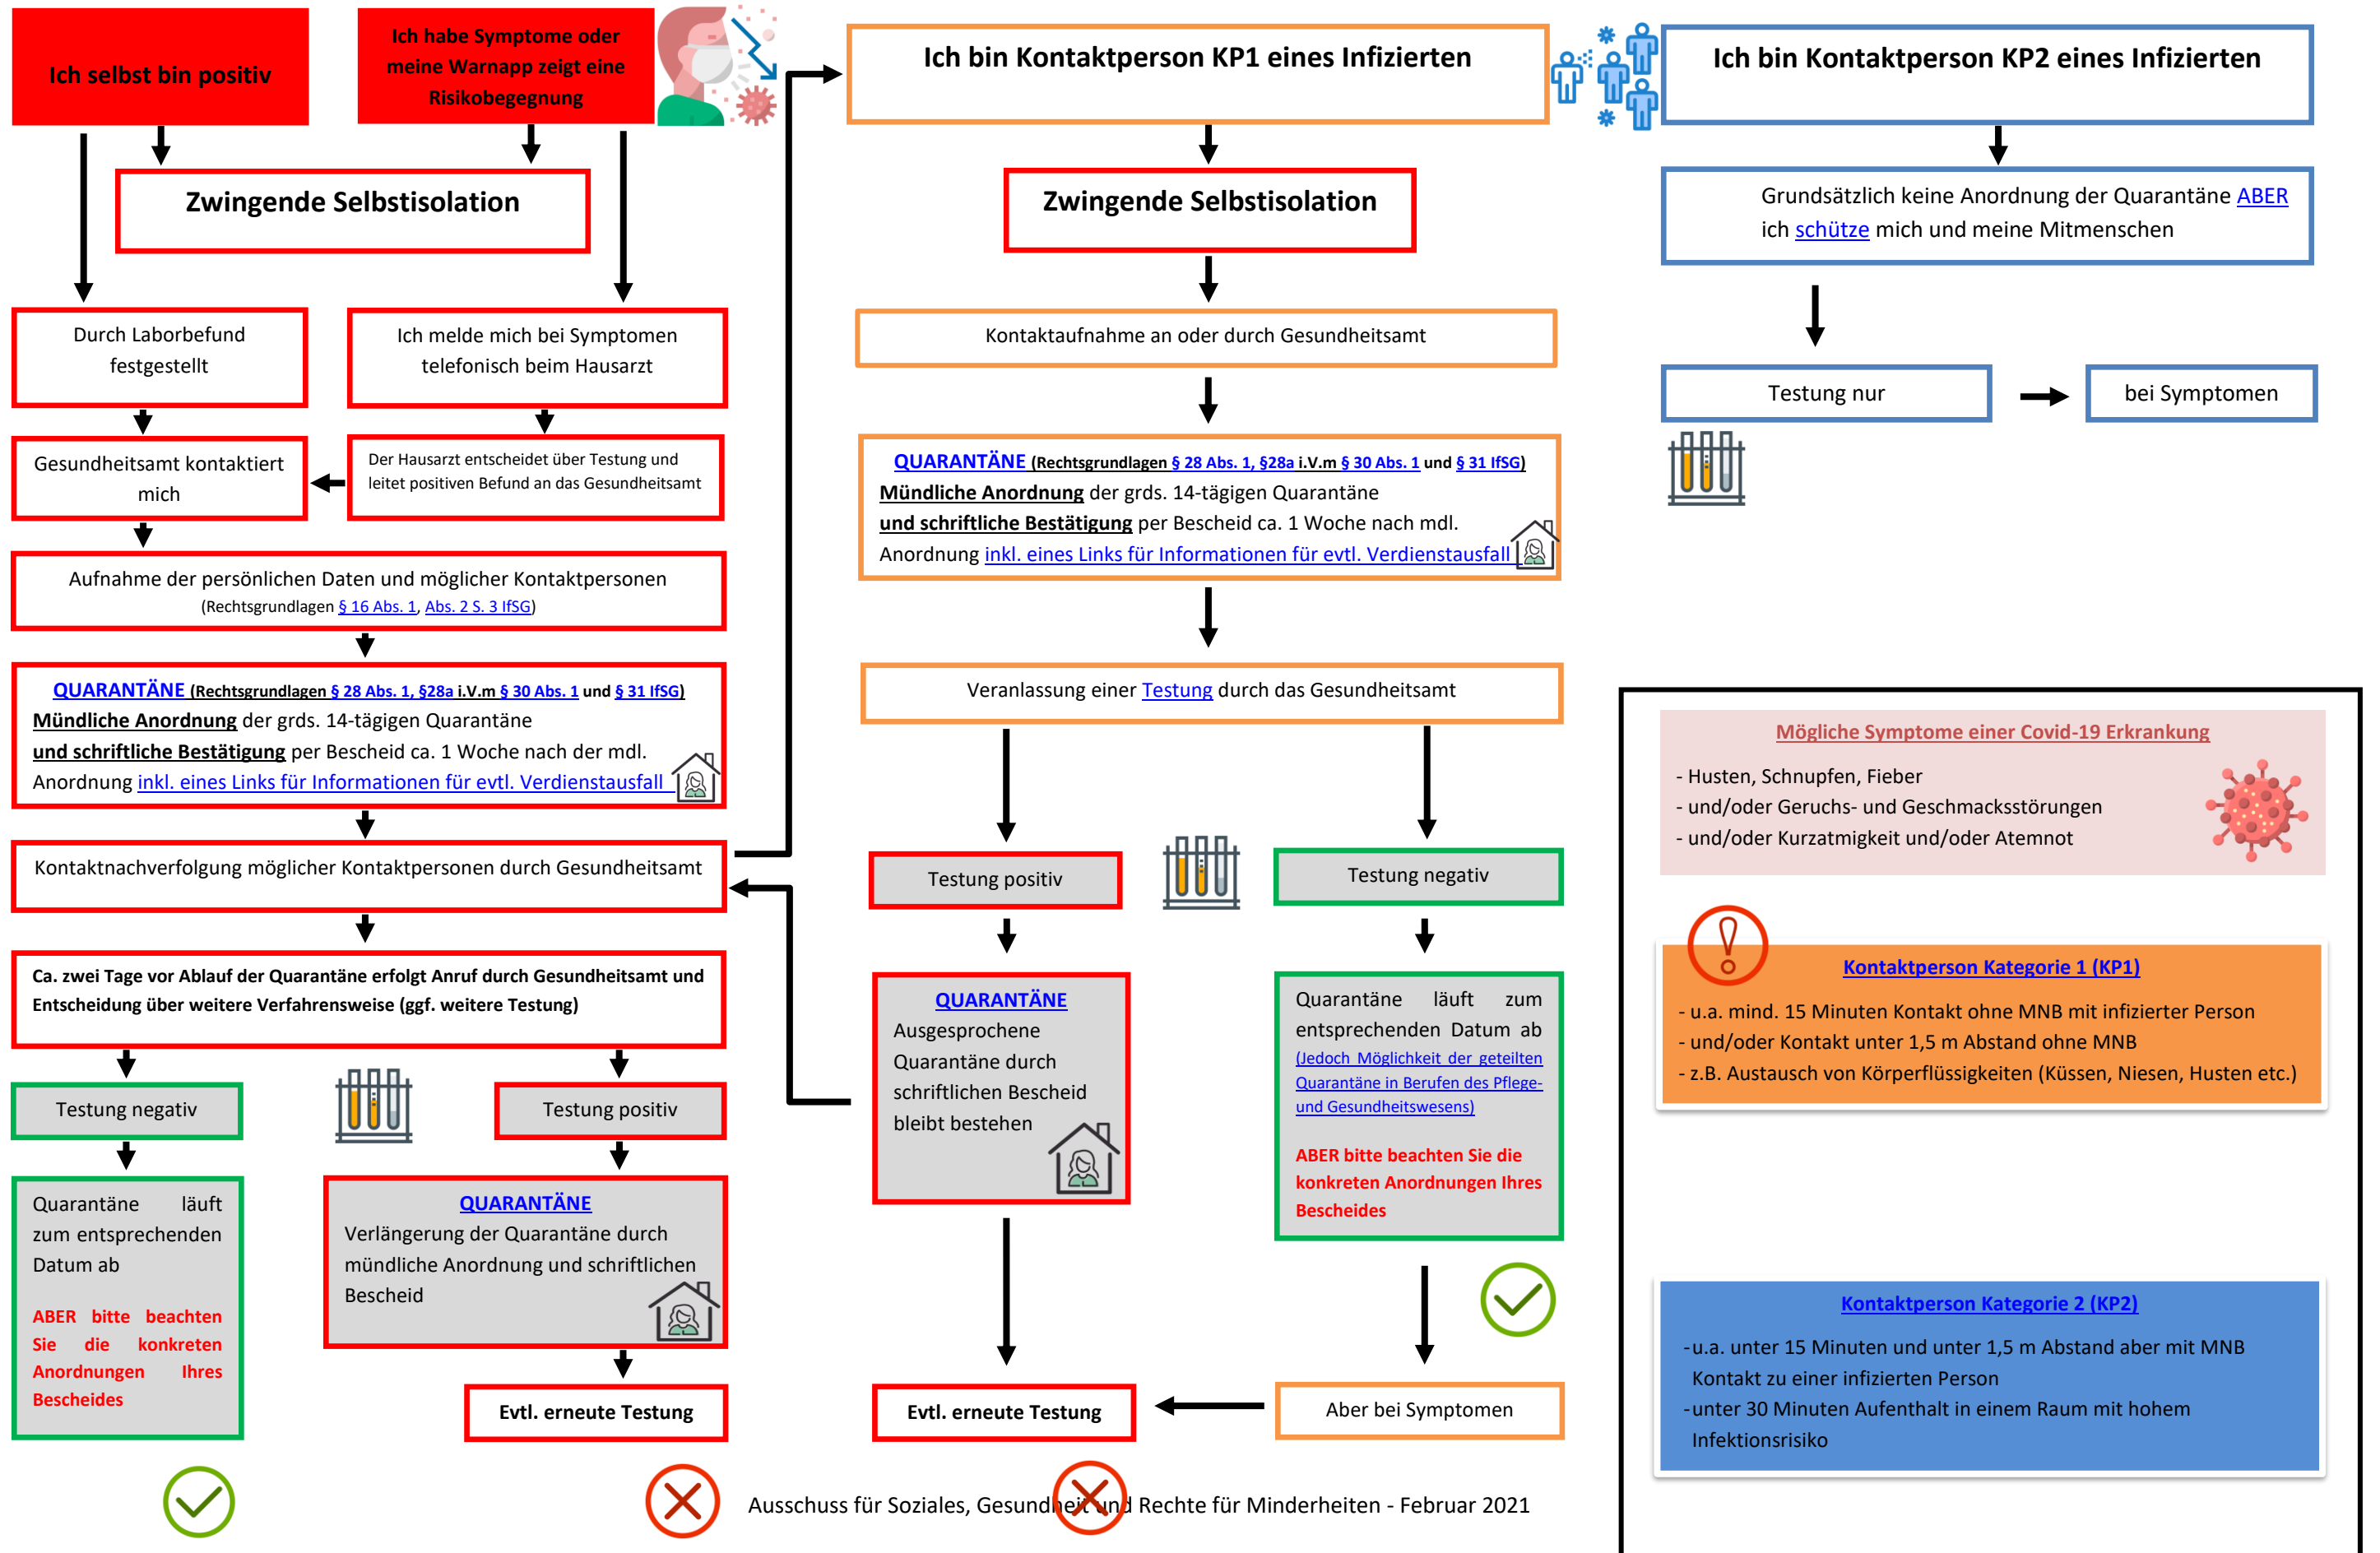 Ich selbst bin positiv
Ich habe Symptome oder
meine Warnapp zeigt eine
Risikobegegnung
Zwingende Selbstisolation
Durch Laborbefund
festgestellt
Ich melde mich bei Symptomen
telefonisch beim Hausarzt
Gesundheitsamt kontaktiert
mich
Der Hausarzt entscheidet über Testung und
leitet positiven Befund an das Gesundheitsamt
Aufnahme der persönlichen Daten und möglicher Kontaktpersonen
(Rechtsgrundlagen § 16 Abs. 1, Abs. 2 S. 3 IfSG)
QUARANTÄNE (Rechtsgrundlagen § 28 Abs. 1, §28a i.V.m § 30 Abs. 1 und § 31 IfSG)
Mündliche Anordnung der grds. 14-tägigen Quarantäne
und schriftliche Bestätigung per Bescheid ca. 1 Woche nach der mdl.
Anordnung inkl. eines Links für Informationen für evtl. Verdienstausfall
Kontaktnachverfolgung möglicher Kontaktpersonen durch Gesundheitsamt
Ca. zwei Tage vor Ablauf der Quarantäne erfolgt Anruf durch Gesundheitsamt und
Entscheidung über weitere Verfahrensweise (ggf. weitere Testung)
Testung negativ
Testung positiv
Quarantäne läuft
zum entsprechenden
Datum ab
ABER bitte beachten
Sie die konkreten
Anordnungen Ihres
Bescheides
QUARANTÄNE
Verlängerung der Quarantäne durch
mündliche Anordnung und schriftlichen
Bescheid
Evtl. erneute Testung
Ich bin Kontaktperson KP1 eines Infizierten
Zwingende Selbstisolation
Kontaktaufnahme an oder durch Gesundheitsamt
QUARANTÄNE (Rechtsgrundlagen § 28 Abs. 1, §28a i.V.m § 30 Abs. 1 und § 31 IfSG)
Mündliche Anordnung der grds. 14-tägigen Quarantäne
und schriftliche Bestätigung per Bescheid ca. 1 Woche nach mdl.
Anordnung inkl. eines Links für Informationen für evtl. Verdienstausfall
Veranlassung einer Testung durch das Gesundheitsamt
Testung positiv
Testung negativ
QUARANTÄNE
Ausgesprochene
Quarantäne durch
schriftlichen Bescheid
bleibt bestehen
Quarantäne läuft zum
entsprechenden Datum ab
(Jedoch Möglichkeit der geteilten
Quarantäne in Berufen des Pflege-
und Gesundheitswesens)
ABER bitte beachten Sie die
konkreten Anordnungen Ihres
Bescheides
Evtl. erneute Testung
Aber bei Symptomen
Ich bin Kontaktperson KP2 eines Infizierten
Grundsätzlich keine Anordnung der Quarantäne ABER
ich schütze mich und meine Mitmenschen
Testung nur
bei Symptomen
Mögliche Symptome einer Covid-19 Erkrankung
- Husten, Schnupfen, Fieber
- und/oder Geruchs- und Geschmacksstörungen
- und/oder Kurzatmigkeit und/oder Atemnot
Kontaktperson Kategorie 1 (KP1)
- u.a. mind. 15 Minuten Kontakt ohne MNB mit infizierter Person
- und/oder Kontakt unter 1,5 m Abstand ohne MNB
- z.B. Austausch von Körperflüssigkeiten (Küssen, Niesen, Husten etc.)
Kontaktperson Kategorie 2 (KP2)
- u.a. unter 15 Minuten und unter 1,5 m Abstand aber mit MNB
Kontakt zu einer infizierten Person
- unter 30 Minuten Aufenthalt in einem Raum mit hohem
Infektionsrisiko
Ausschuss für Soziales, Gesundheit und Rechte für Minderheiten - Februar 2021